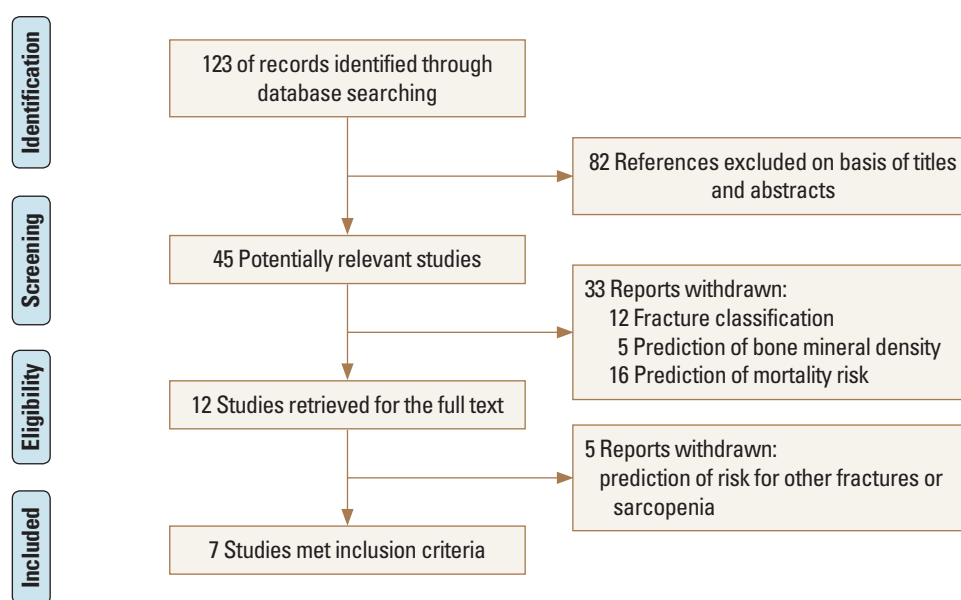 Identification
123 of records identified through
database searching
82 References excluded on basis of titles
and abstracts
Screening
45 Potentially relevant studies
33 Reports withdrawn:
12 Fracture classification
5 Prediction of bone mineral density
16 Prediction of mortality risk
Eligibility
12 Studies retrieved for the full text
5 Reports withdrawn:
prediction of risk for other fractures or
sarcopenia
Included
7 Studies met inclusion criteria